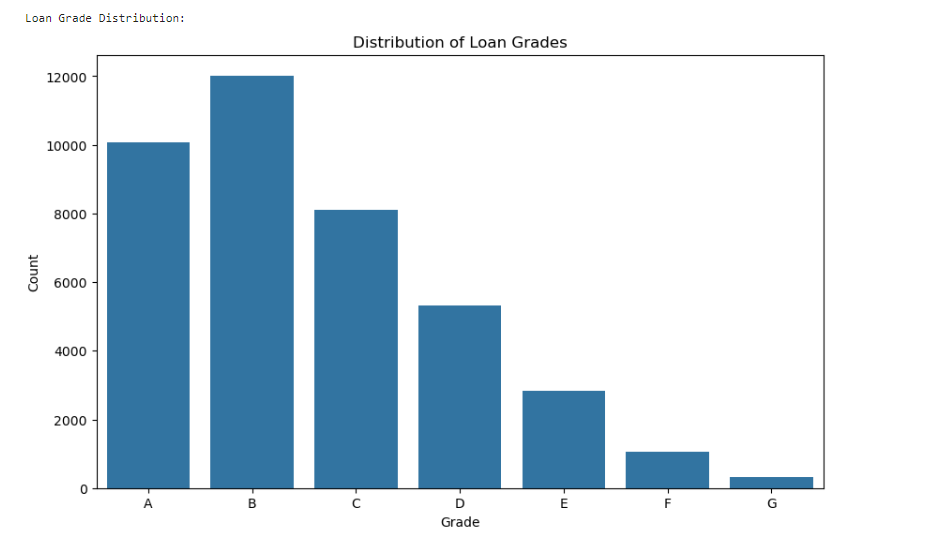 Loan Grade Distribution:
Distribution of Loan Grades
12000
10000
8000
6000
4000
2000
0
Count
A B C D E F G
Grade